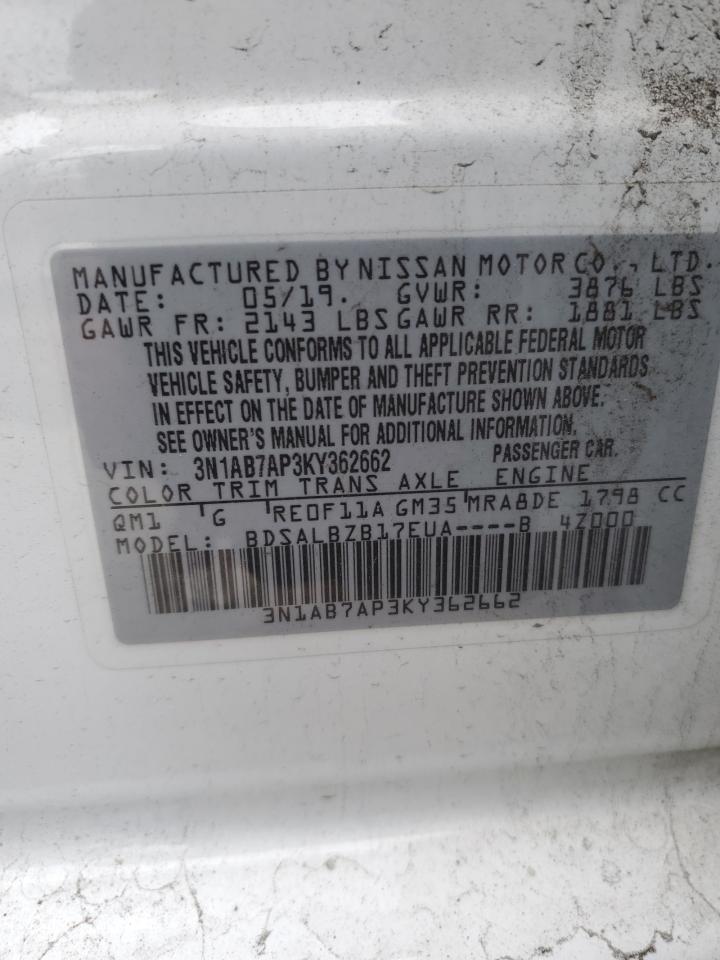 MANUFACTURED BY NISSAN MOTOR CO., LTD.
DATE: 05/19. GVWR: 3876 LBS
GAWR FR: 2143 LBS GAWR RR: 1881 LBS
THIS VEHICLE CONFORMS TO ALL APPLICABLE FEDERAL MOTOR
VEHICLE SAFETY, BUMPER AND THEFT PREVENTION STANDARDS
IN EFFECT ON THE DATE OF MANUFACTURE SHOWN ABOVE.
SEE OWNER'S MANUAL FOR ADDITIONAL INFORMATION.
VIN: 3N1AB7AP3KY362662 PASSENGER CAR.
COLOR TRIM TRANS AXLE ENGINE
QM1 G RE0F11A GM35 MRA8DE 1798 CC
MODEL: BDSALBZB17EUA----B 4Z000
3N1AB7AP3KY362662